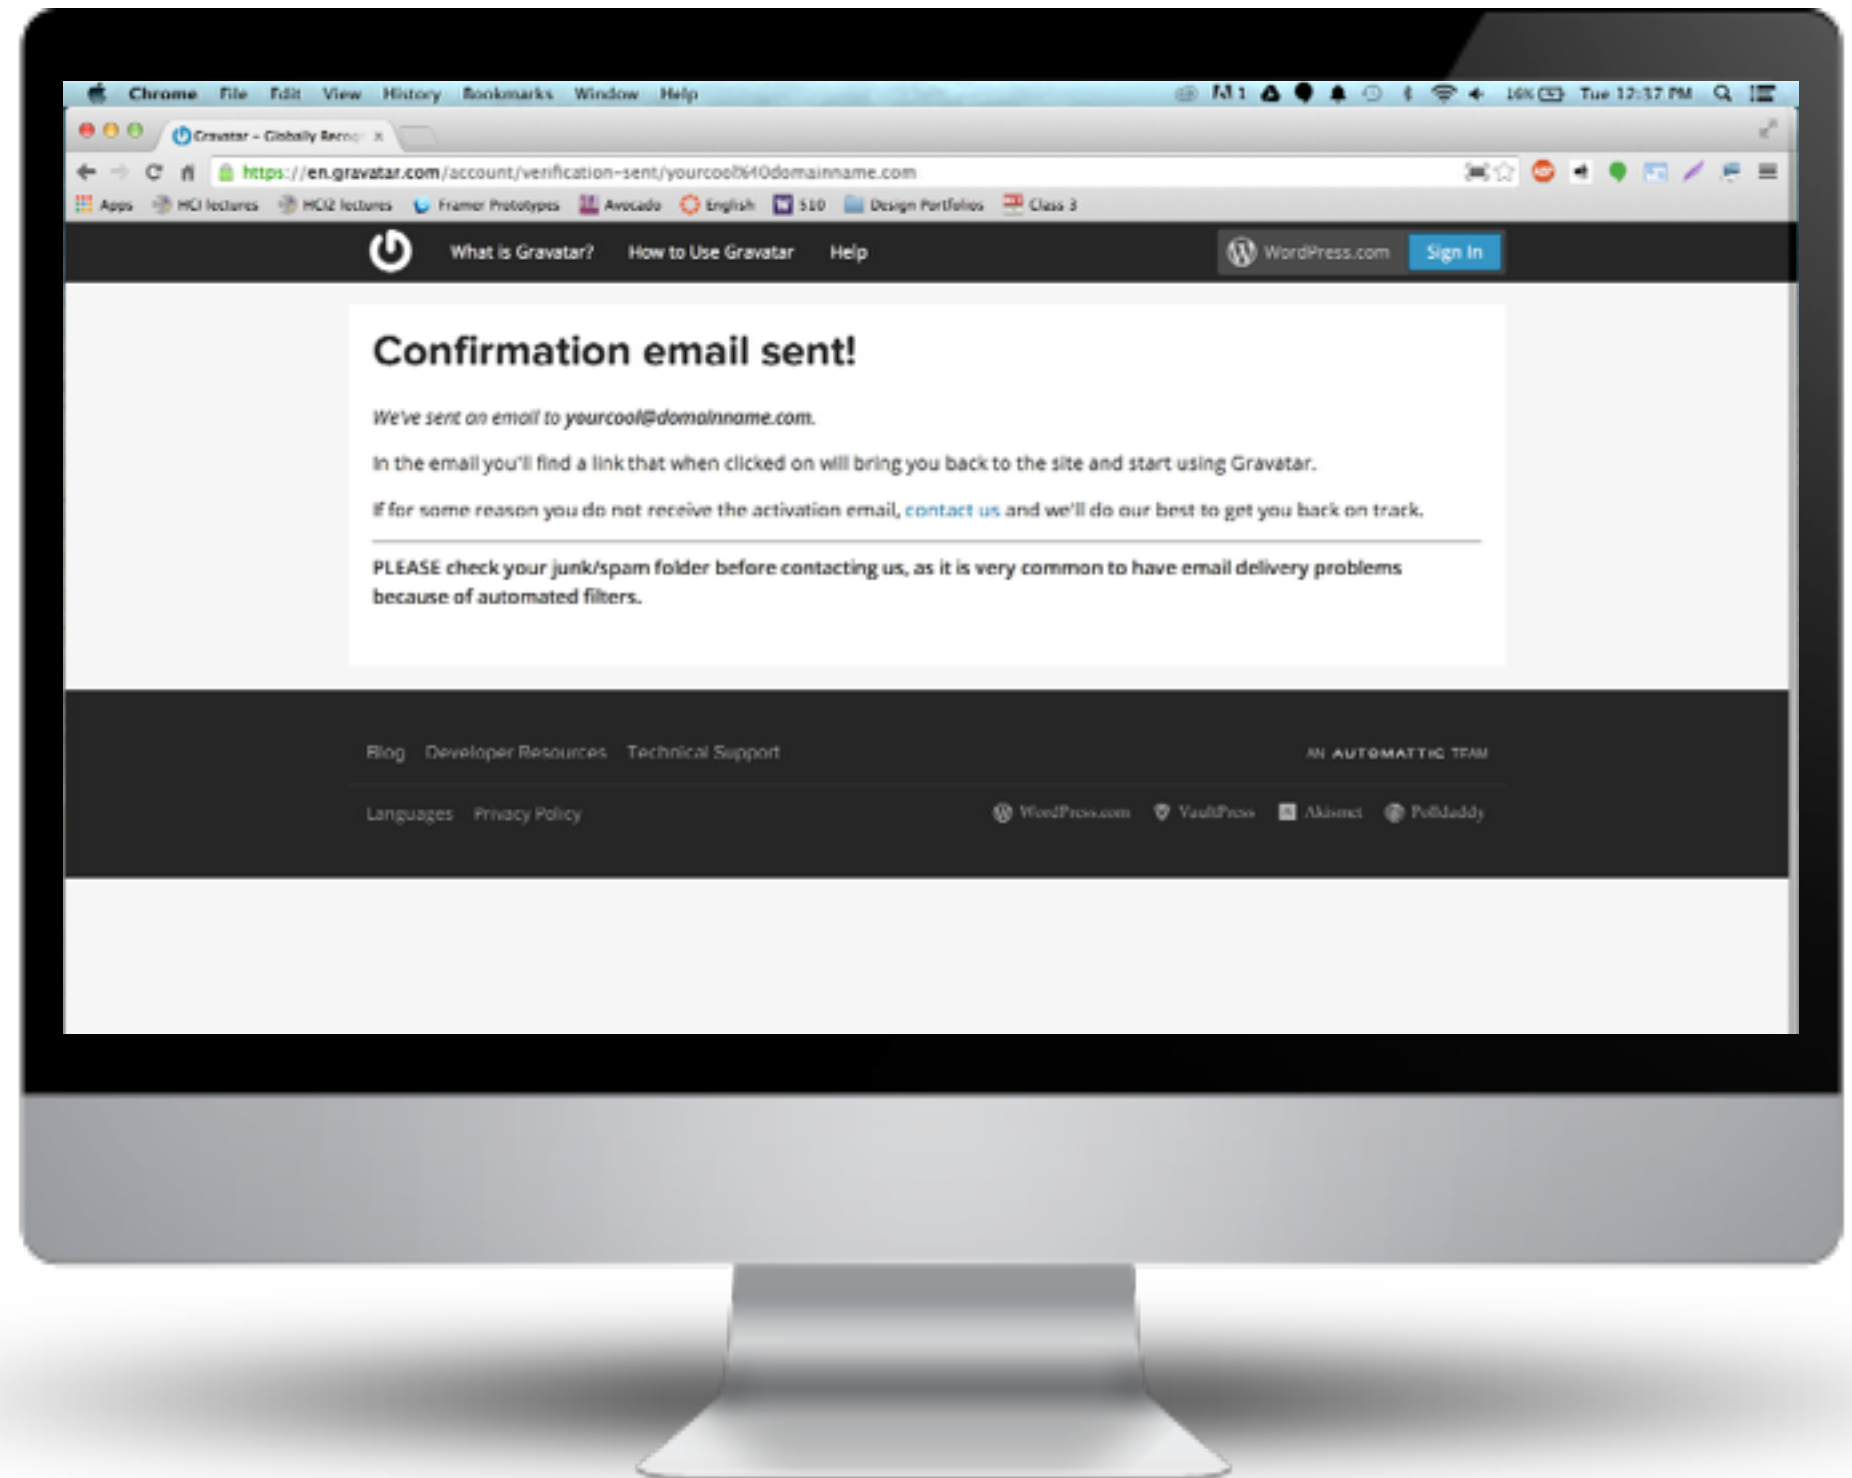 Chrome File Edit View History Bookmarks Window Help 1 16% Tue 12:37 PM
Gravatar – Globally Recog
https://en.gravatar.com/account/verification-sent/yourcool%40domainname.com
Apps HCI lectures HCI2 lectures Framer Prototypes Avocado English 510 Design Portfolios Class 3
What is Gravatar? How to Use Gravatar Help WordPress.com Sign In
Confirmation email sent!
We've sent an email to yourcool@domainname.com.
In the email you'll find a link that when clicked on will bring you back to the site and start using Gravatar.
If for some reason you do not receive the activation email, contact us and we'll do our best to get you back on track.
PLEASE check your junk/spam folder before contacting us, as it is very common to have email delivery problems
because of automated filters.
Blog Developer Resources Technical Support AN AUTOMATTIC TEAM
Languages Privacy Policy WordPress.com VaultPress Akismet Polldaddy